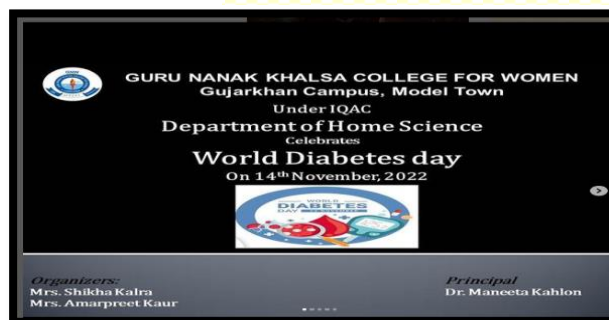 GURU NANAK KHALSA COLLEGE FOR WOMEN
Gujarkhan Campus, Model Town
Under IQAC
Department of Home Science
Celebrates
World Diabetes day
On 14th November, 2022
WORLD
DIABETES
DAY
Organizers:
Mrs. Shikha Kalra
Mrs. Amarpreet Kaur
Principal
Dr. Maneeta Kahlon